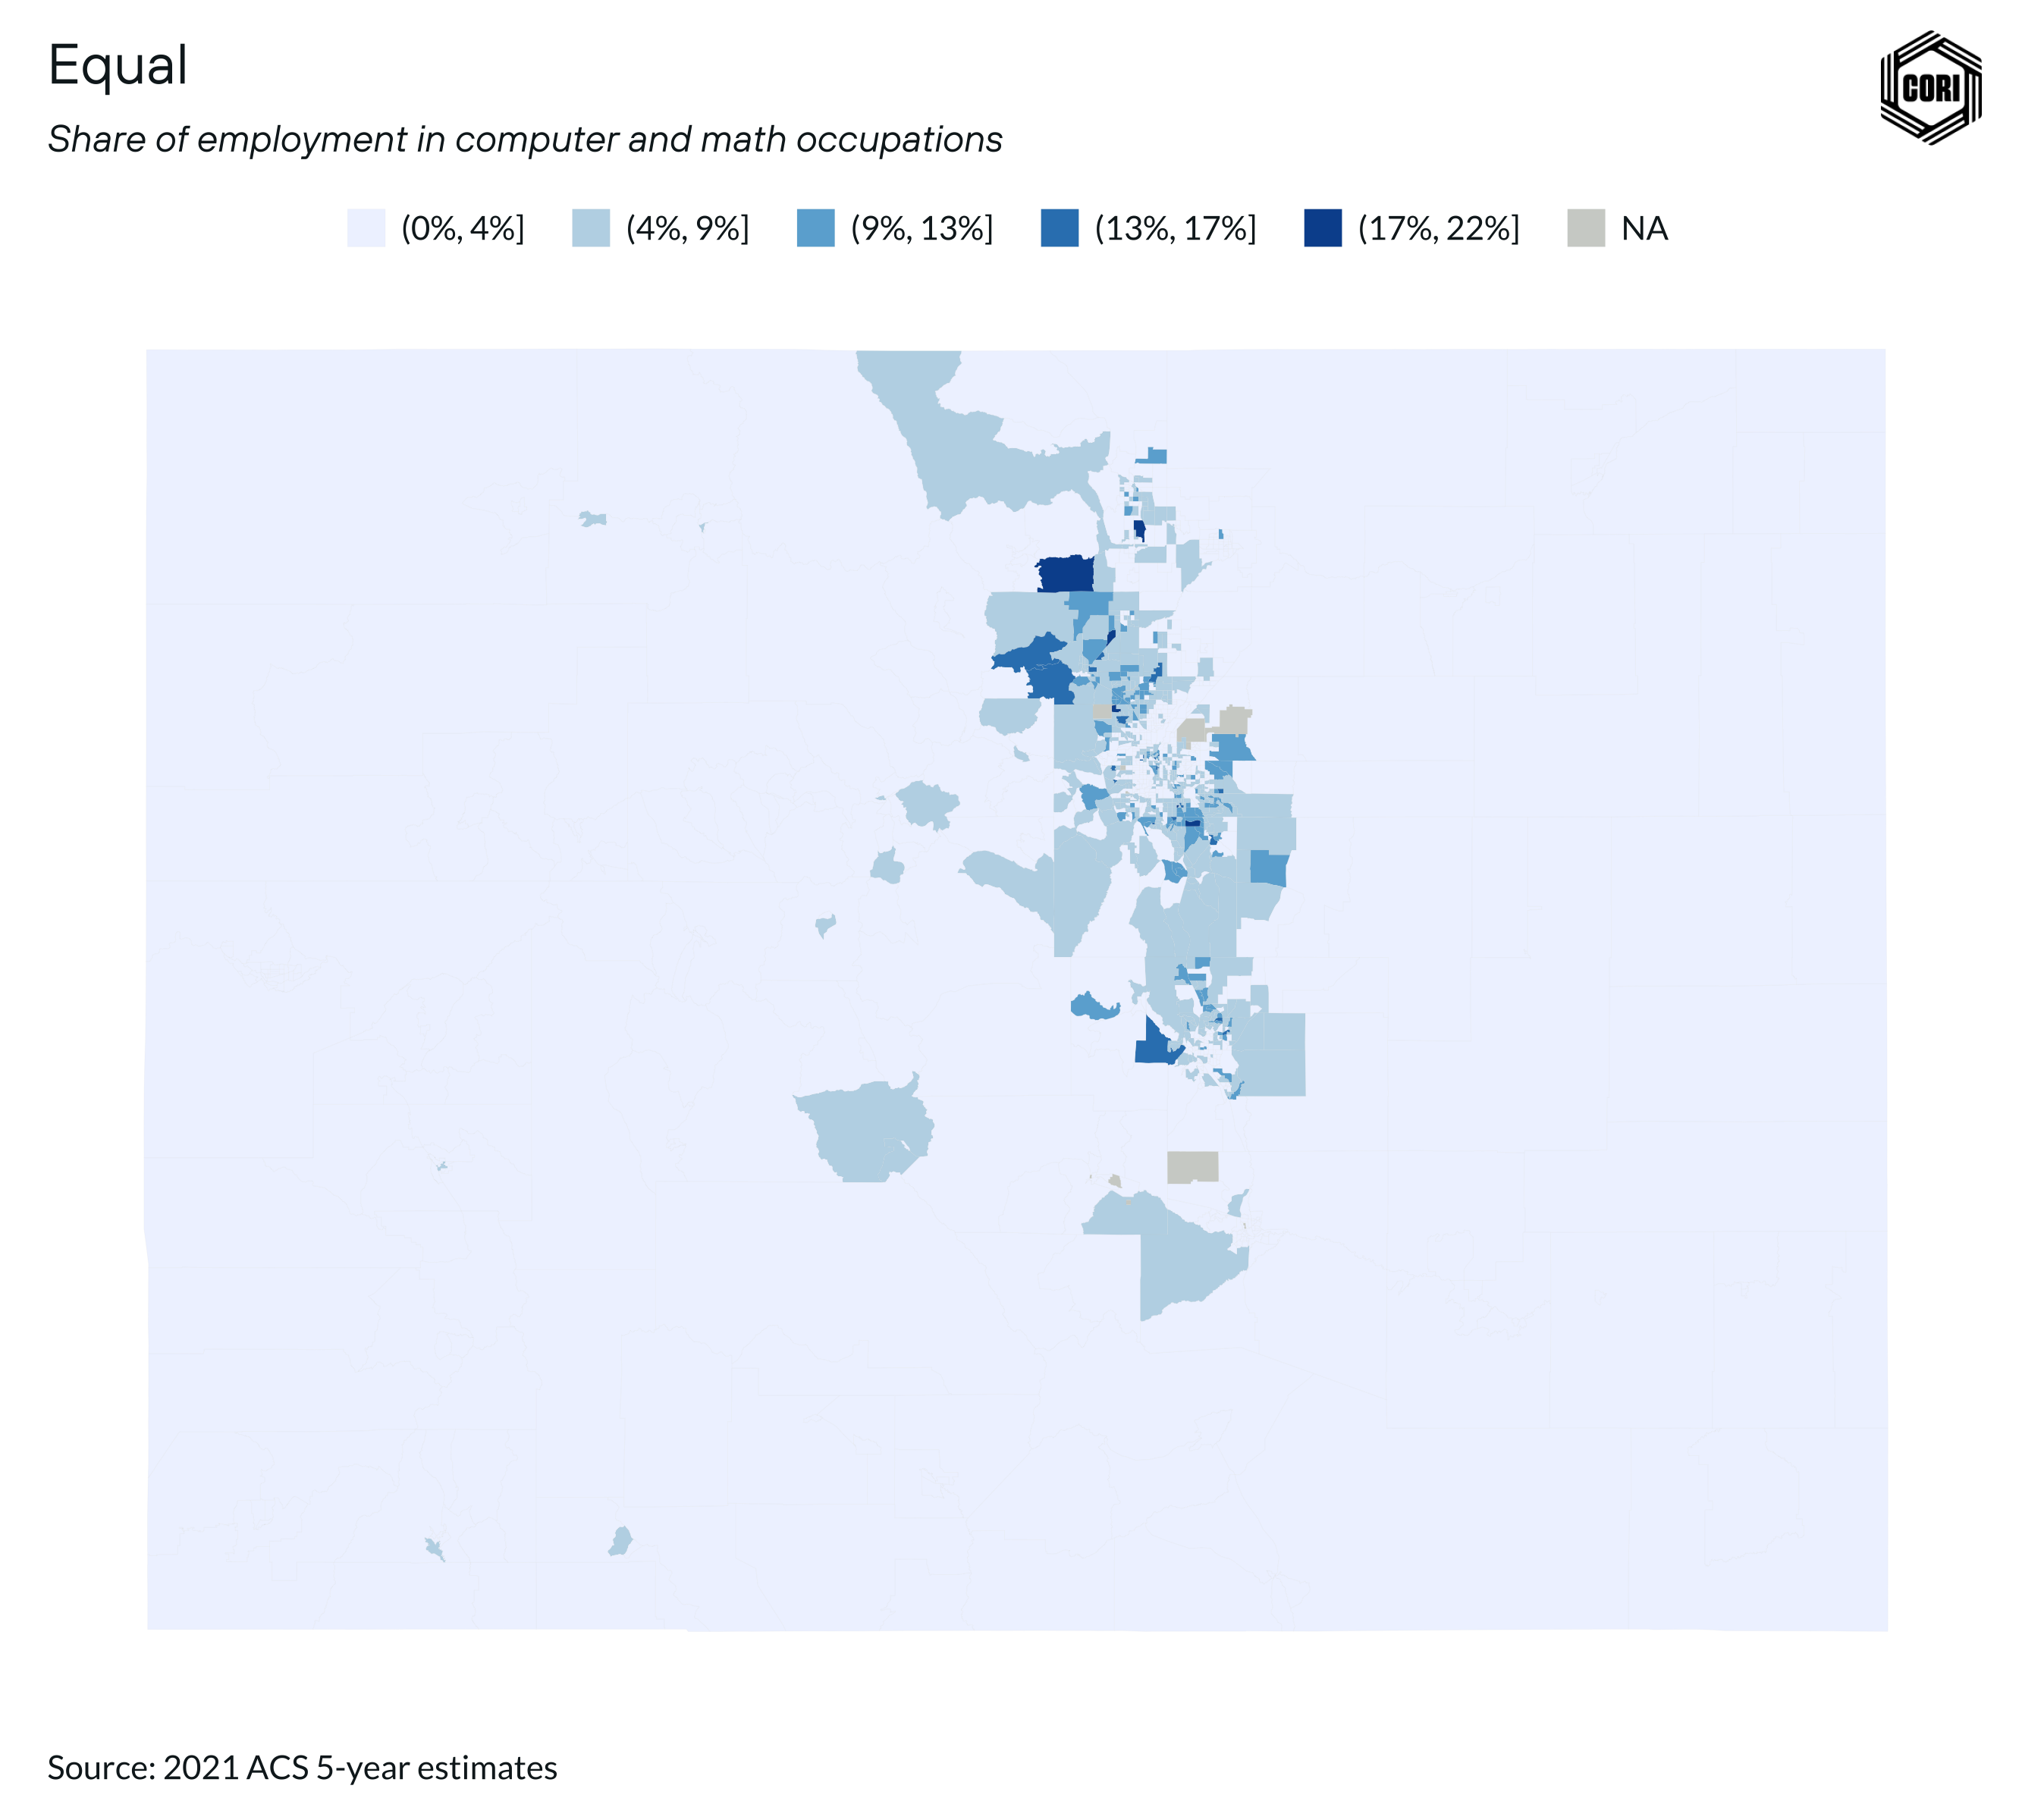 Equal
CORI
Share of employment in computer and math occupations
(0%, 4%] (4%, 9%] (9%, 13%] (13%, 17%] (17%, 22%] NA
Source: 2021 ACS 5-year estimates